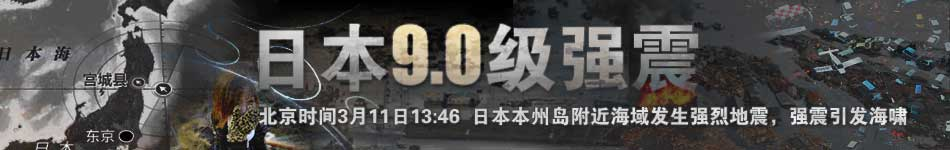 日本9.0级强震
日本海
宫城县
北京时间3月11日13:46 日本本州岛附近海域发生强烈地震，强震引发海啸
东京
日本